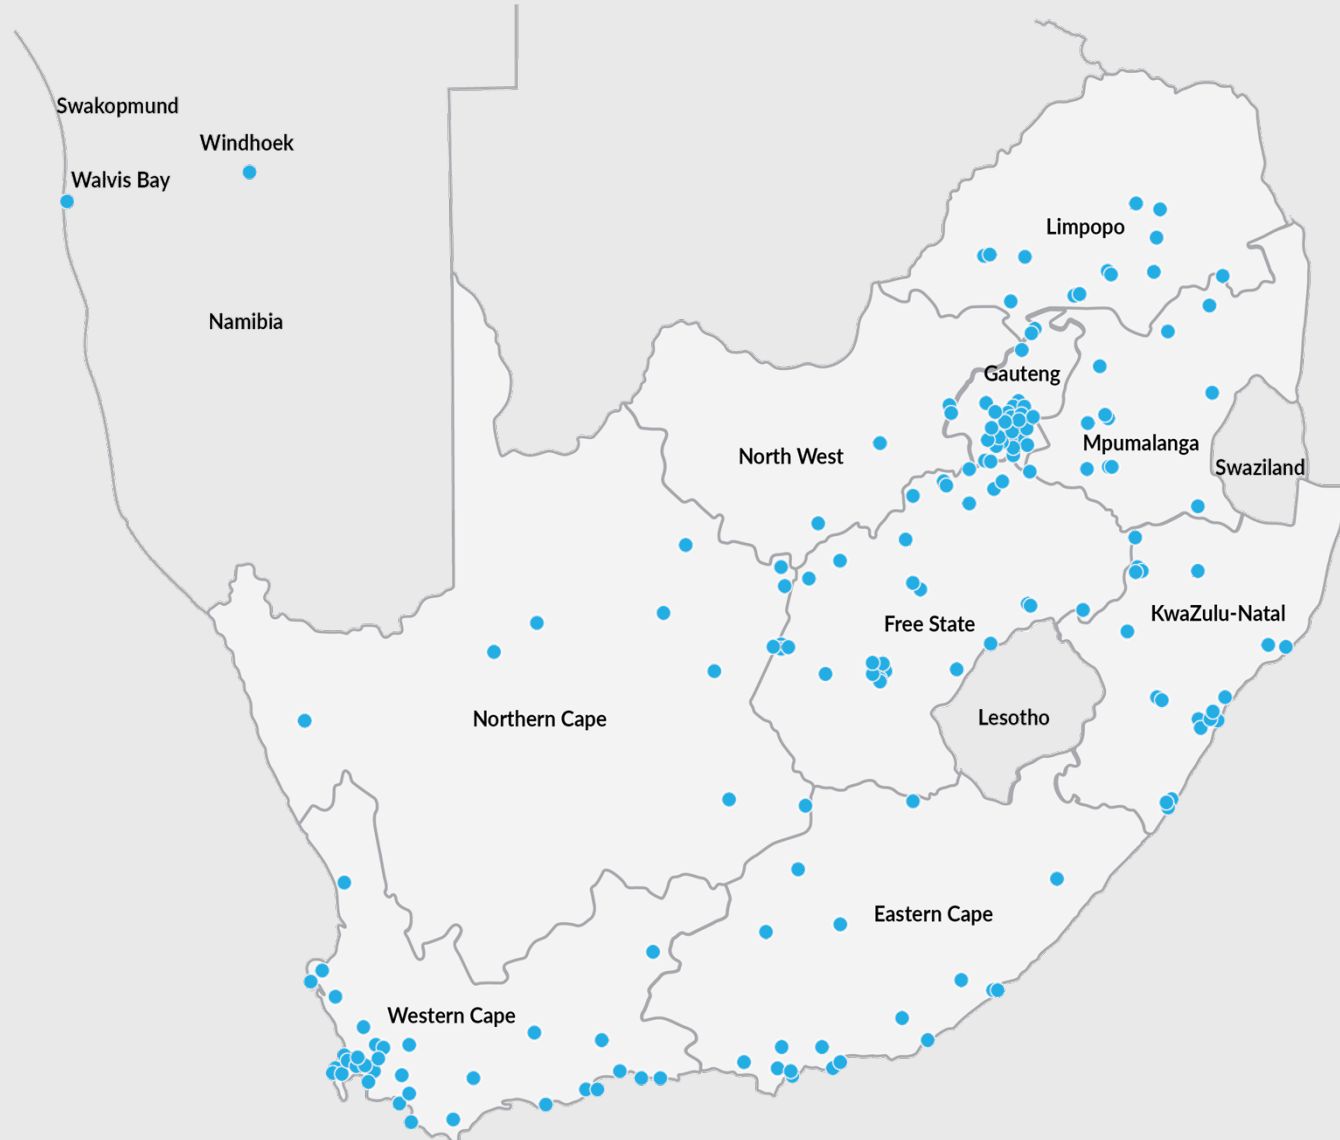 Swakopmund
Windhoek
Walvis Bay
Limpopo
Namibia
Gauteng
Mpumalanga
North West
Swaziland
KwaZulu-Natal
Free State
Lesotho
Northern Cape
Eastern Cape
Western Cape